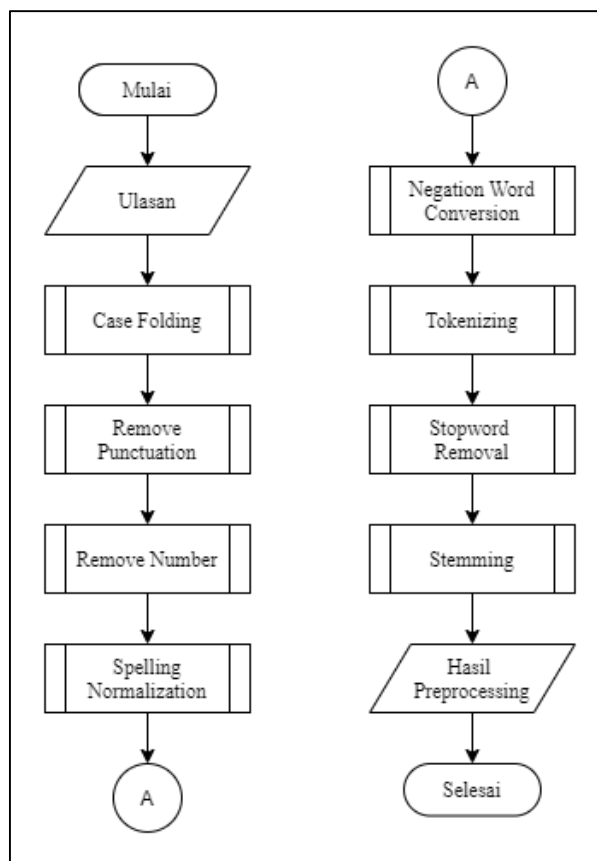 Mulai
Ulasan
Case Folding
Remove
Punctuation
Remove Number
Spelling
Normalization
A
A
Negation Word
Conversion
Tokenizing
Stopword
Removal
Stemming
Hasil
Preprocessing
Selesai